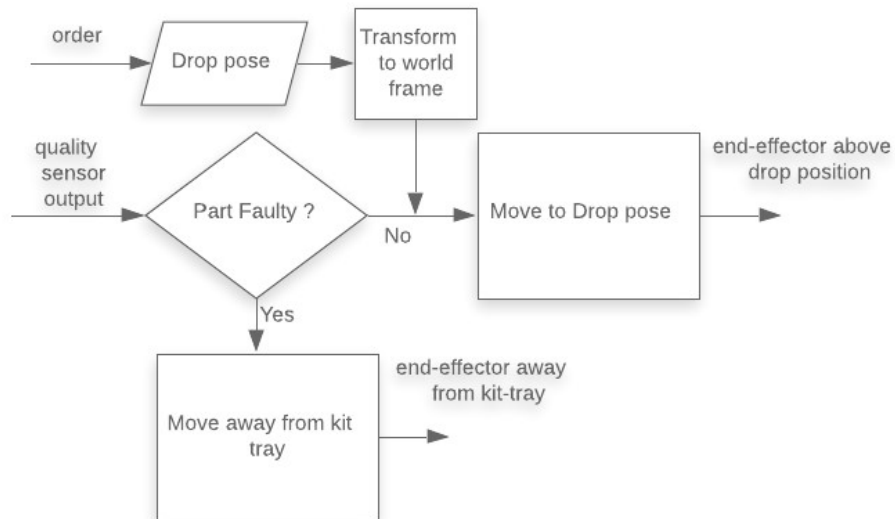 order
Drop pose
Transform
to world
frame
quality
sensor
output
Part Faulty ?
No
Move to Drop pose
end-effector above
drop position
Yes
Move away from kit
tray
end-effector away
from kit-tray